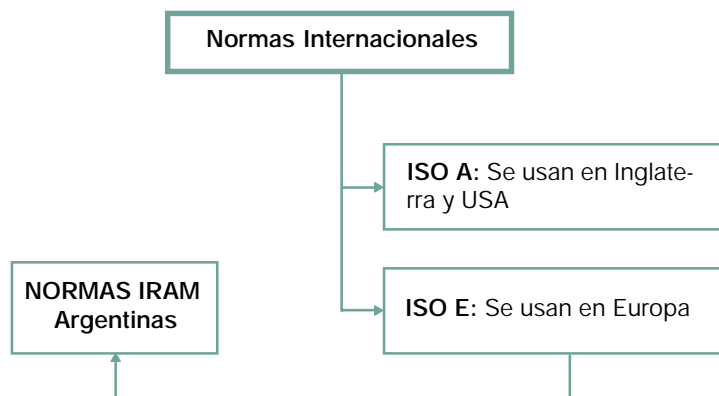 Normas Internacionales
ISO A: Se usan en Inglate-
rra y USA
NORMAS IRAM
Argentinas
ISO E: Se usan en Europa